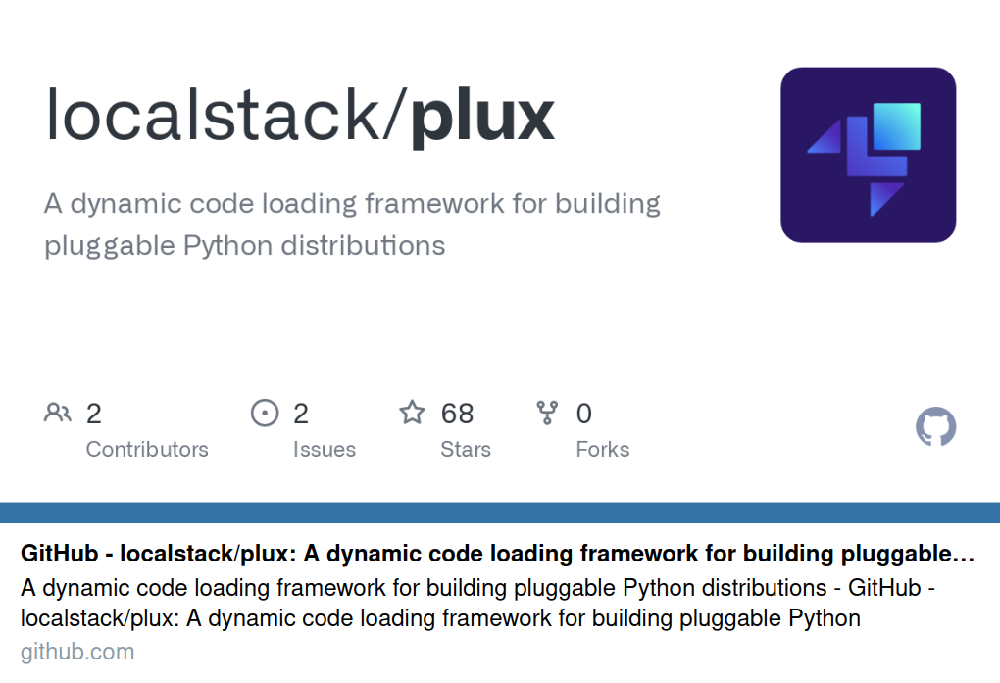 localstack/plux
A dynamic code loading framework for building
pluggable Python distributions
2
Contributors
2
Issues
68
Stars
0
Forks
GitHub - localstack/plux: A dynamic code loading framework for building pluggable…
A dynamic code loading framework for building pluggable Python distributions - GitHub -
localstack/plux: A dynamic code loading framework for building pluggable Python
github.com